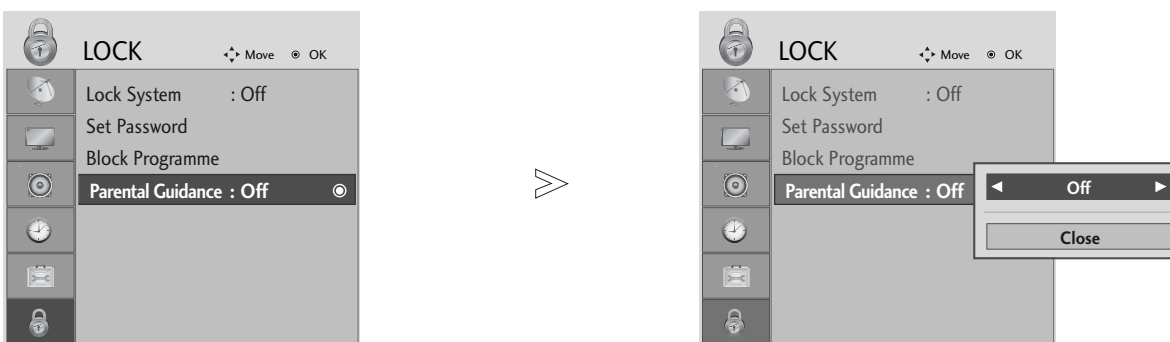 LOCK Move OK
Lock System : Off
Set Password
Block Programme
Parental Guidance : Off
LOCK Move OK
Lock System : Off
Set Password
Block Programme
Parental Guidance : Off
◄ Off ►
Close